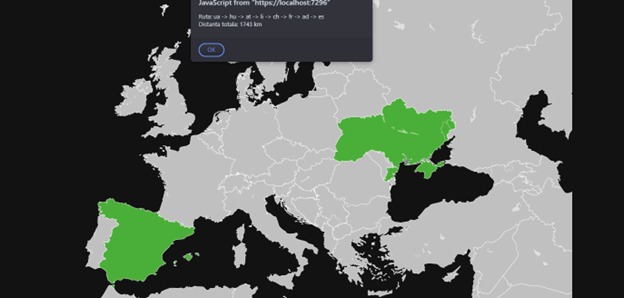 JavaScript from "https://localhost:7296"
Ruta: ua -> hu -> at -> li -> ch -> fr -> ad -> es
Distanta totala: 1743 km
OK